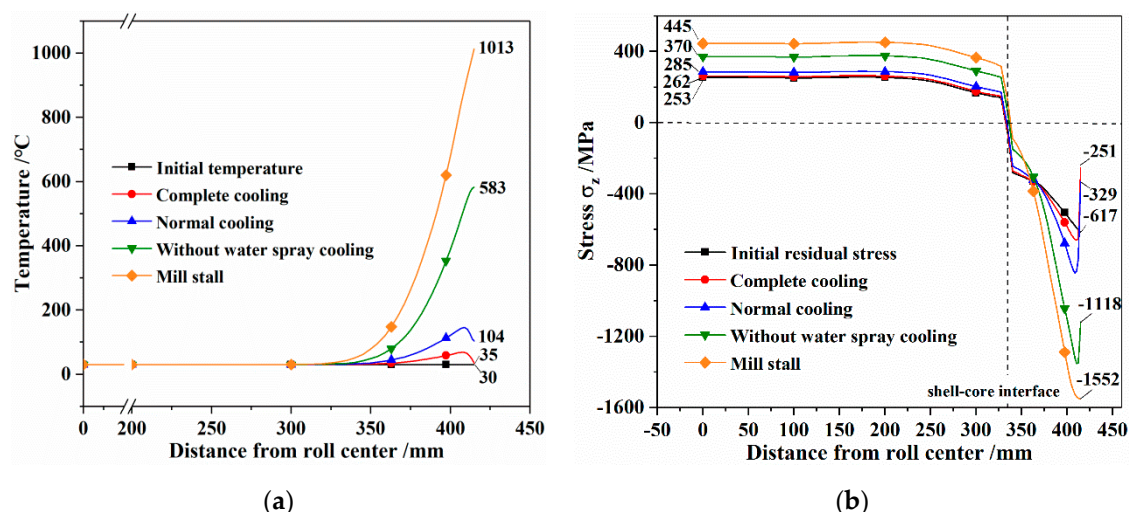 1000
800
600
400
200
0
Temperature /°C
Initial temperature
Complete cooling
Normal cooling
Without water spray cooling
Mill stall
1013
583
104
35
30
0 200 250 300 350 400 450
Distance from roll center /mm
(a)
400
0
-400
-800
-1200
-1600
Stress σz /MPa
445
370
285
262
253
-251
-329
-617
-1118
-1552
Initial residual stress
Complete cooling
Normal cooling
Without water spray cooling
Mill stall
shell-core interface
-50 0 50 100 150 200 250 300 350 400 450
Distance from roll center /mm
(b)